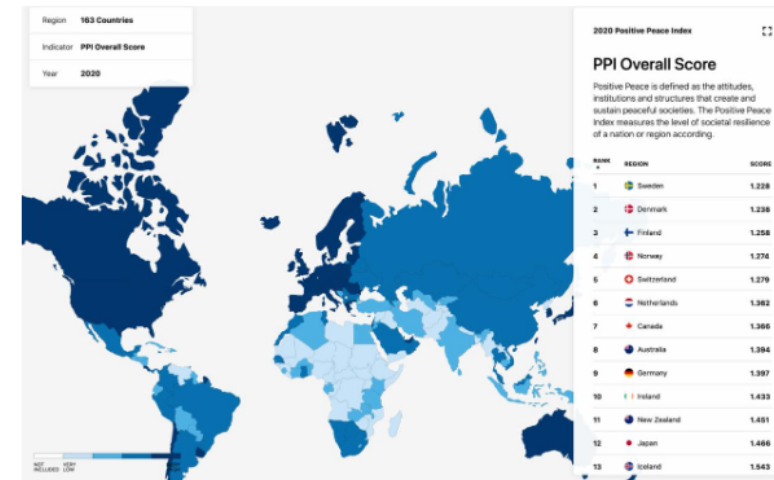 Region 163 Countries
Indicator PPI Overall Score
Year 2020
NOT INCLUDED
VERY LOW
2020 Positive Peace Index
PPI Overall Score
Positive Peace is defined as the attitudes,
institutions and structures that create and
sustain peaceful societies. The Positive Peace
Index measures the level of societal resilience
of a nation or region according.
RANK REGION SCORE
1 Sweden 1.228
2 Denmark 1.238
3 Finland 1.258
4 Norway 1.274
5 Switzerland 1.279
6 Netherlands 1.362
7 Canada 1.366
8 Australia 1.394
9 Germany 1.397
10 Ireland 1.433
11 New Zealand 1.451
12 Japan 1.466
13 Iceland 1.543